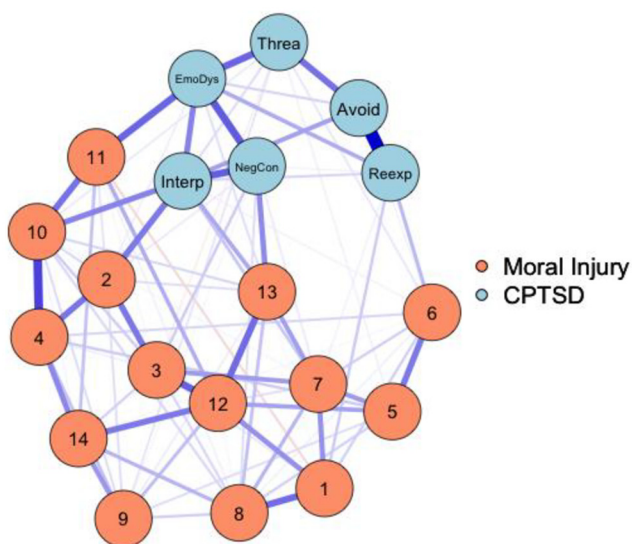 Threa
EmoDys
Avoid
11
Interp
NegCon
Reexp
10
2
13
6
Moral Injury
CPTSD
4
3
7
12
5
14
1
9
8